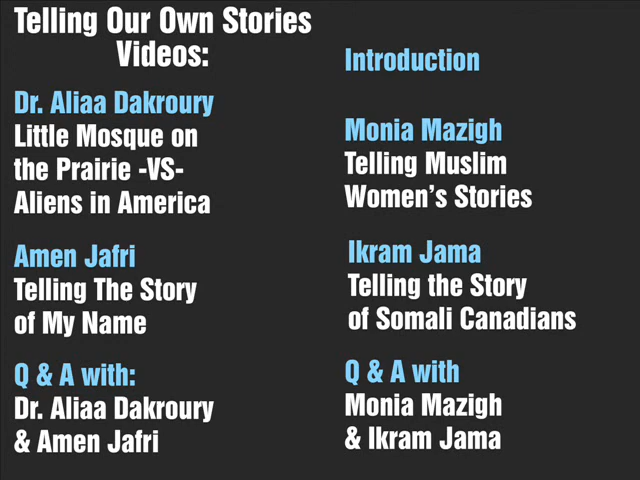 Telling Our Own Stories
Videos:
Dr. Aliaa Dakroury
Little Mosque on
the Prairie -VS-
Aliens in America
Amen Jafri
Telling The Story
of My Name
Q & A with:
Dr. Aliaa Dakroury
& Amen Jafri
Introduction
Monia Mazigh
Telling Muslim
Women's Stories
Ikram Jama
Telling the Story
of Somali Canadians
Q & A with
Monia Mazigh
& Ikram Jama